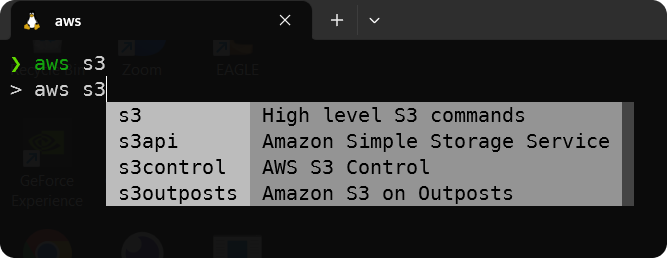 aws
❯ aws s3
Zoom
EAGLE
> aws s3
s3 High level S3 commands
s3api Amazon Simple Storage Service
s3control AWS S3 Control
s3outposts Amazon S3 on Outposts
GeForce
Experience